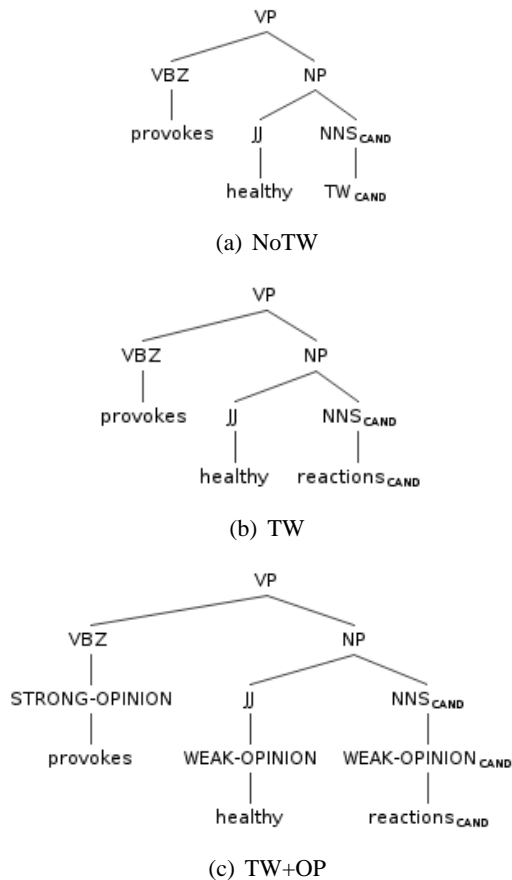 VP
VBZ NP
provokes JJ NNS CAND
healthy TW CAND
(a) NoTW
VP
VBZ NP
provokes JJ NNS CAND
healthy reactions CAND
(b) TW
VP
VBZ NP
STRONG-OPINION JJ NNS CAND
provokes WEAK-OPINION WEAK-OPINION CAND
healthy reactions CAND
(c) TW+OP